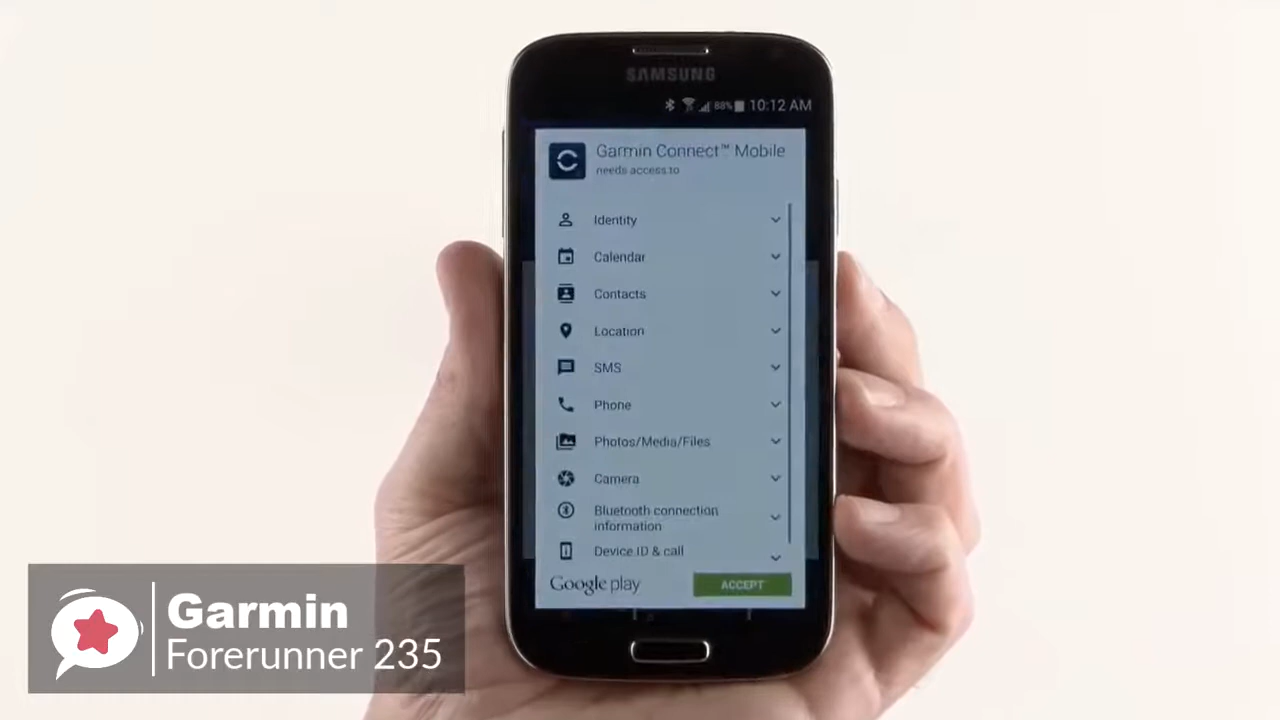 SAMSUNG
88% 10:12 AM
Garmin Connect™ Mobile
needs access to
Identity
Calendar
Contacts
Location
SMS
Phone
Photos/Media/Files
Camera
Bluetooth connection
information
Device ID & call
Google play
ACCEPT
Garmin
Forerunner 235